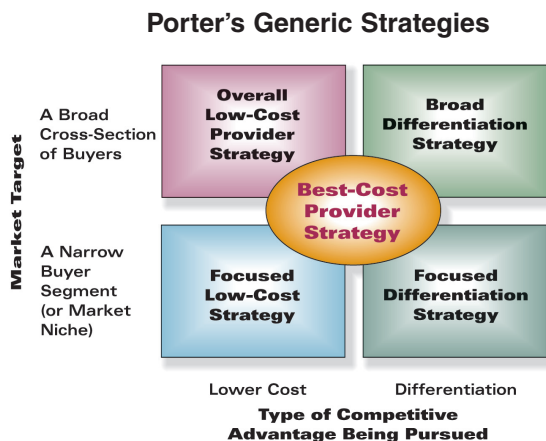 Porter's Generic Strategies
Market Target
A Broad
Cross-Section
of Buyers
Overall
Low-Cost
Provider
Strategy
Broad
Differentiation
Strategy
Best-Cost
Provider
Strategy
A Narrow
Buyer
Segment
(or Market
Niche)
Focused
Low-Cost
Strategy
Focused
Differentiation
Strategy
Lower Cost
Differentiation
Type of Competitive
Advantage Being Pursued